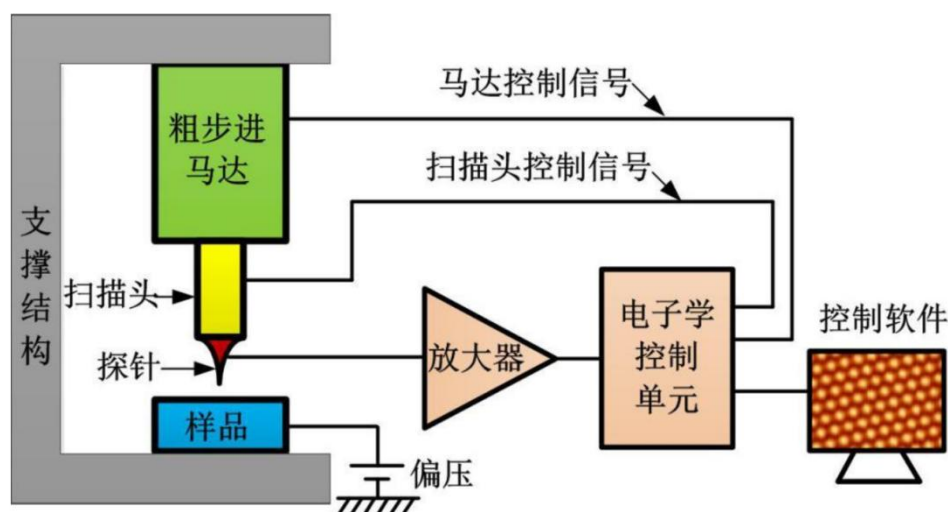 马达控制信号
粗步进
马达
扫描头控制信号
支撑结构
扫描头
电子学
控制
单元
控制软件
放大器
探针
样品
偏压